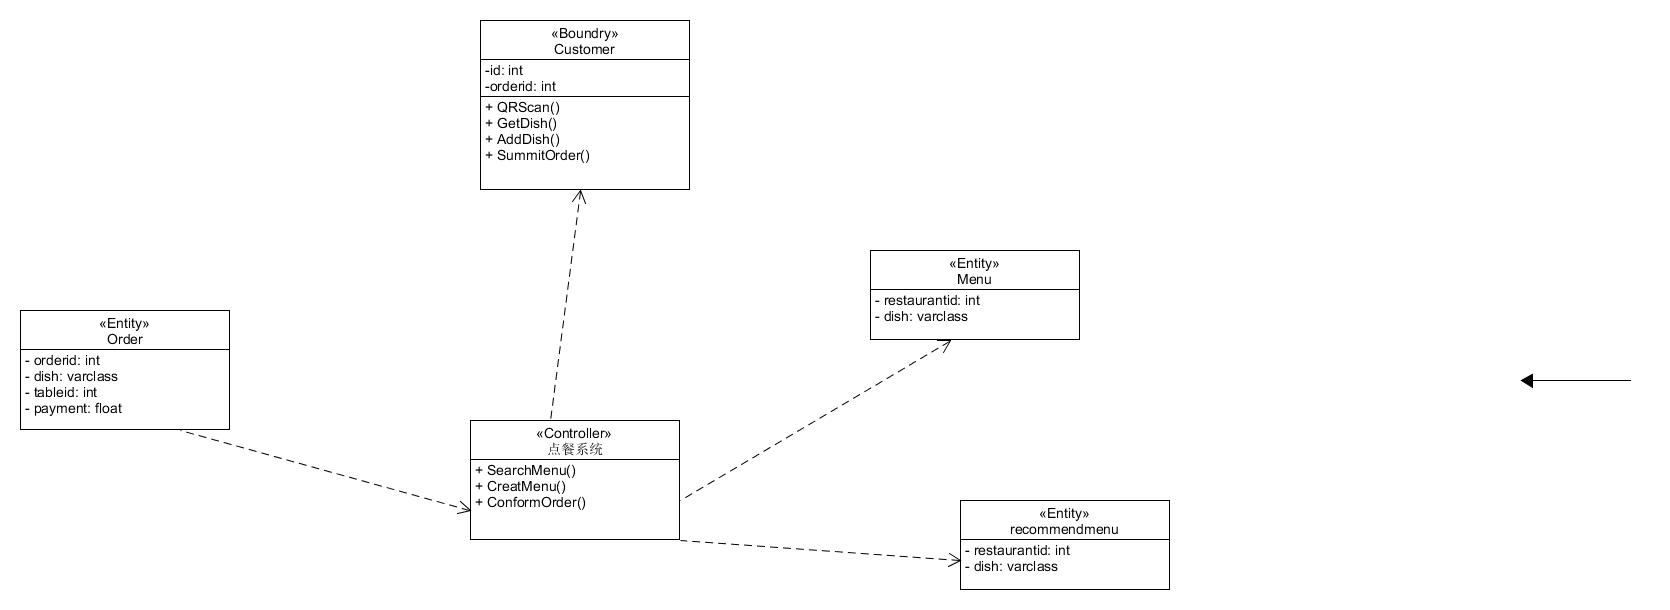 «Boundry»
Customer
-id: int
-orderid: int
+ QRScan()
+ GetDish()
+ AddDish()
+ SummitOrder()
«Entity»
Menu
- restaurantid: int
- dish: varclass
«Entity»
Order
- orderid: int
- dish: varclass
- tableid: int
- payment: float
«Controller»
点餐系统
+ SearchMenu()
+ CreatMenu()
+ ConformOrder()
«Entity»
recommendmenu
- restaurantid: int
- dish: varclass